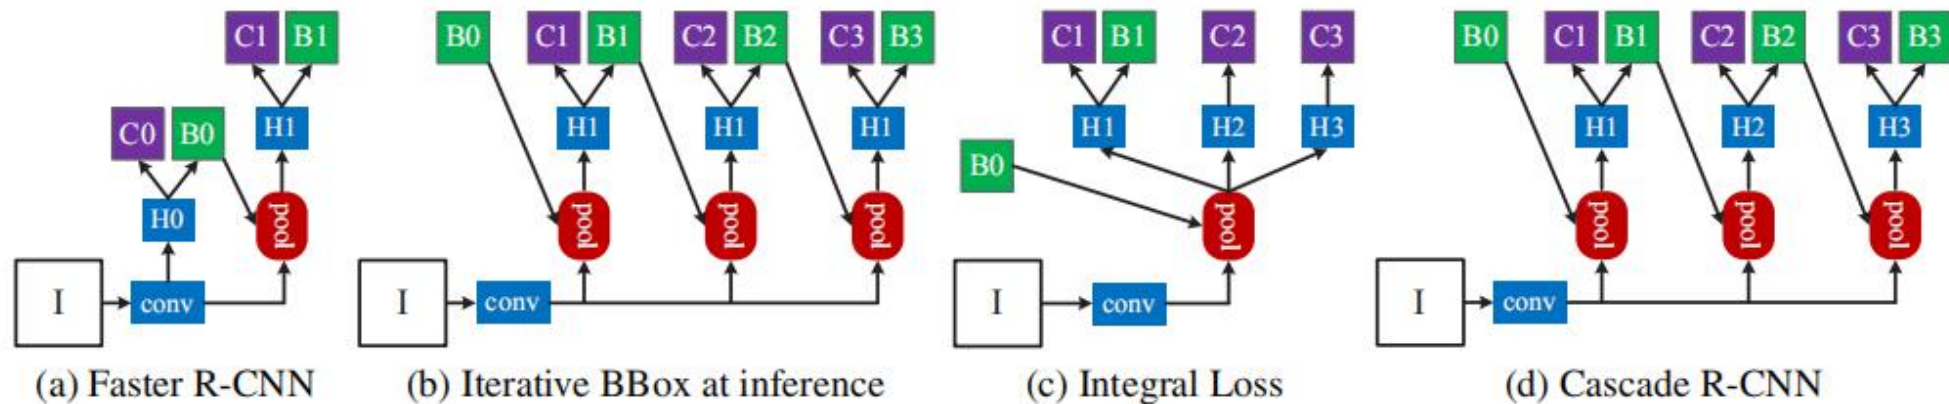 C1 B1 B0 C1 B1 C2 B2 C3 B3 C1 B1 C2 C3 B0 C1 B1 C2 B2 C3 B3
C0 B0 H1 H1 H1 H1 H1 H2 H3 H1 H2 H3
B0
H0 pool pool pool pool pool pool pool pool
I conv I conv I conv I conv
(a) Faster R-CNN (b) Iterative BBox at inference (c) Integral Loss (d) Cascade R-CNN